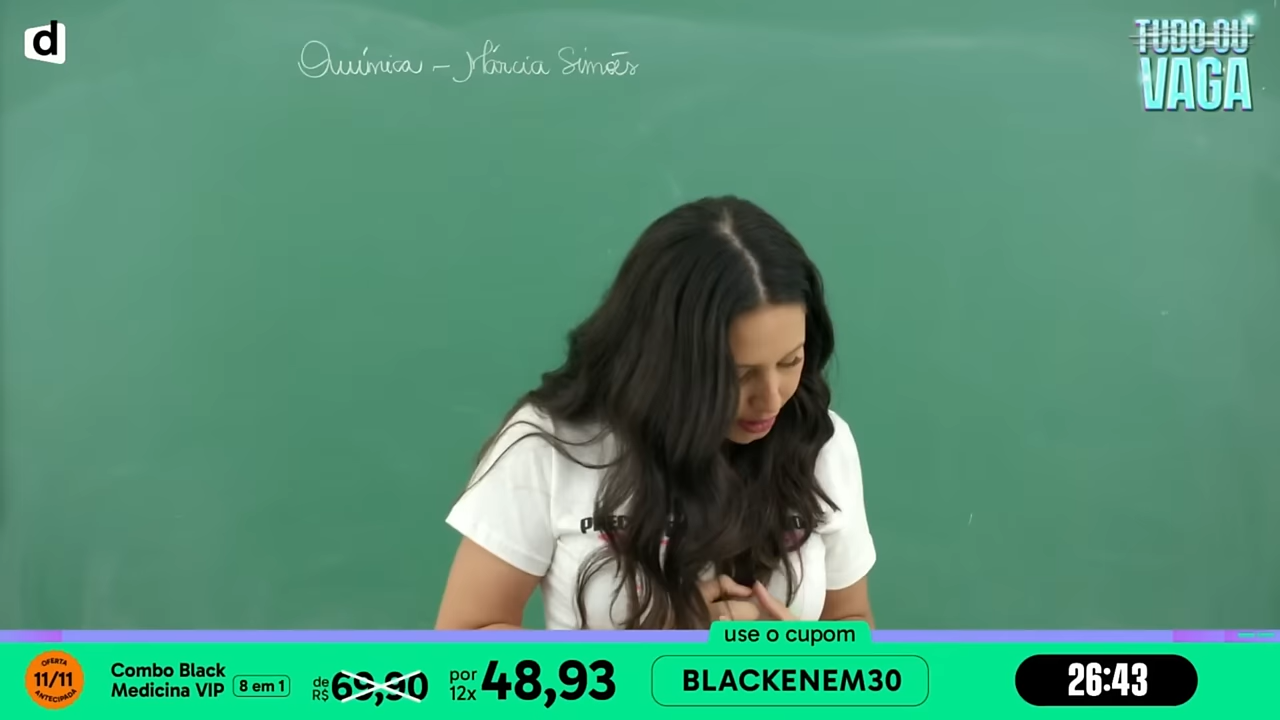 d
Química - Márcia Simões
TUDO OU
VAGA
use o cupom
OFERTA
11/11
ANTECIPADA
Combo Black
Medicina VIP
8 em 1
de
R$
69,90
por
12x
48,93
BLACKENEM30
26:43